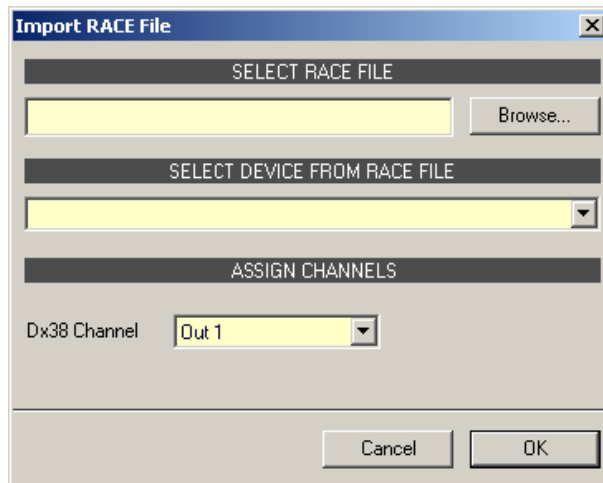 Import RACE File
SELECT RACE FILE
Browse...
SELECT DEVICE FROM RACE FILE
ASSIGN CHANNELS
Dx38 Channel Out 1
Cancel OK